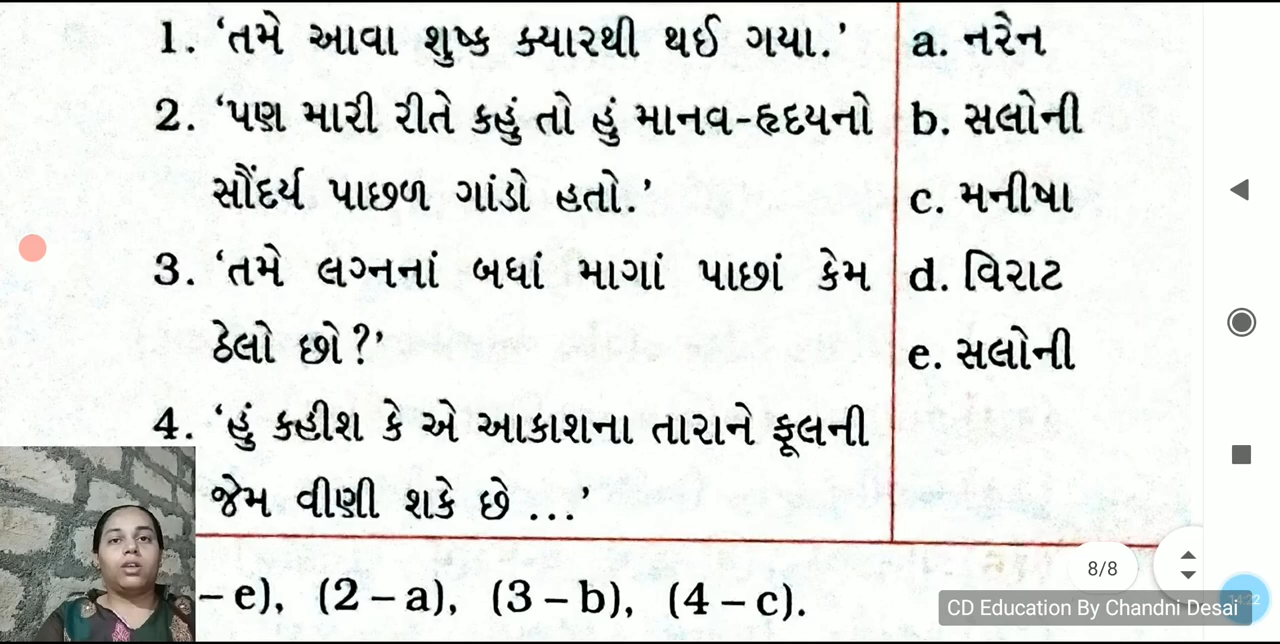 1. ‘તમે આવા શુષ્ક ક્યારથી થઈ ગયા.’
2. ‘પણ મારી રીતે કહું તો હું માનવ-હૃદયનો
સૌંદર્ય પાછળ ગાંડો હતો.’
3. ‘તમે લગ્નનાં બધાં માગાં પાછાં કેમ
ઠેલો છો ?’
4. ‘હું કહીશ કે એ આકાશના તારાને ફૂલની
જેમ વીણી શકે છે ...’
a. નરેન
b. સલોની
c. મનીષા
d. વિરાટ
e. સલોની
– e), (2 – a), (3 – b), (4 – c).
8/8
CD Education By Chandni Desai
14:22